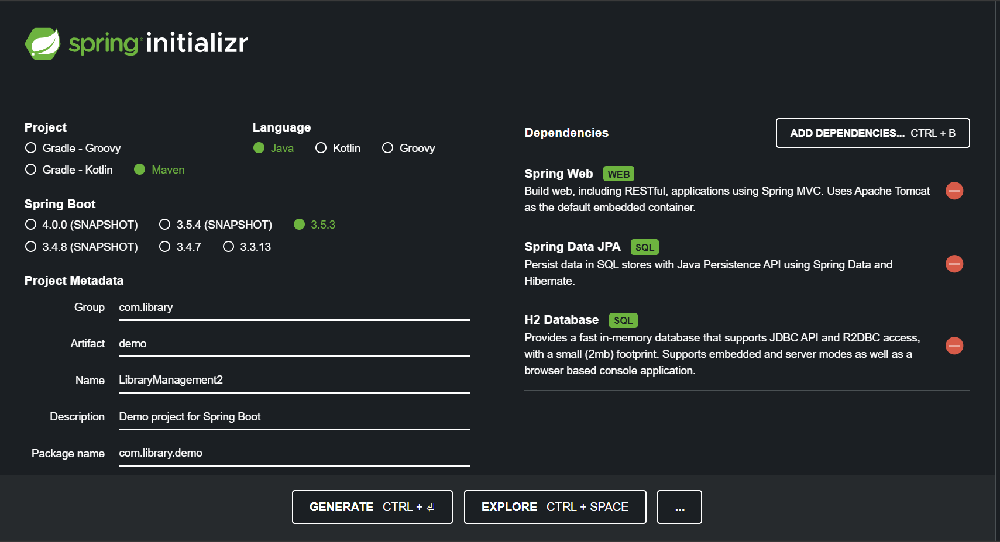 spring initializr
Project
Gradle - Groovy
Gradle - Kotlin Maven
Language
Java Kotlin Groovy
Spring Boot
4.0.0 (SNAPSHOT) 3.5.4 (SNAPSHOT) 3.5.3
3.4.8 (SNAPSHOT) 3.4.7 3.3.13
Project Metadata
Group com.library
Artifact demo
Name LibraryManagement2
Description Demo project for Spring Boot
Package name com.library.demo
Dependencies
ADD DEPENDENCIES... CTRL + B
Spring Web WEB
Build web, including RESTful, applications using Spring MVC. Uses Apache Tomcat
as the default embedded container.
Spring Data JPA SQL
Persist data in SQL stores with Java Persistence API using Spring Data and
Hibernate.
H2 Database SQL
Provides a fast in-memory database that supports JDBC API and R2DBC access,
with a small (2mb) footprint. Supports embedded and server modes as well as a
browser based console application.
GENERATE CTRL + ⏎
EXPLORE CTRL + SPACE
...